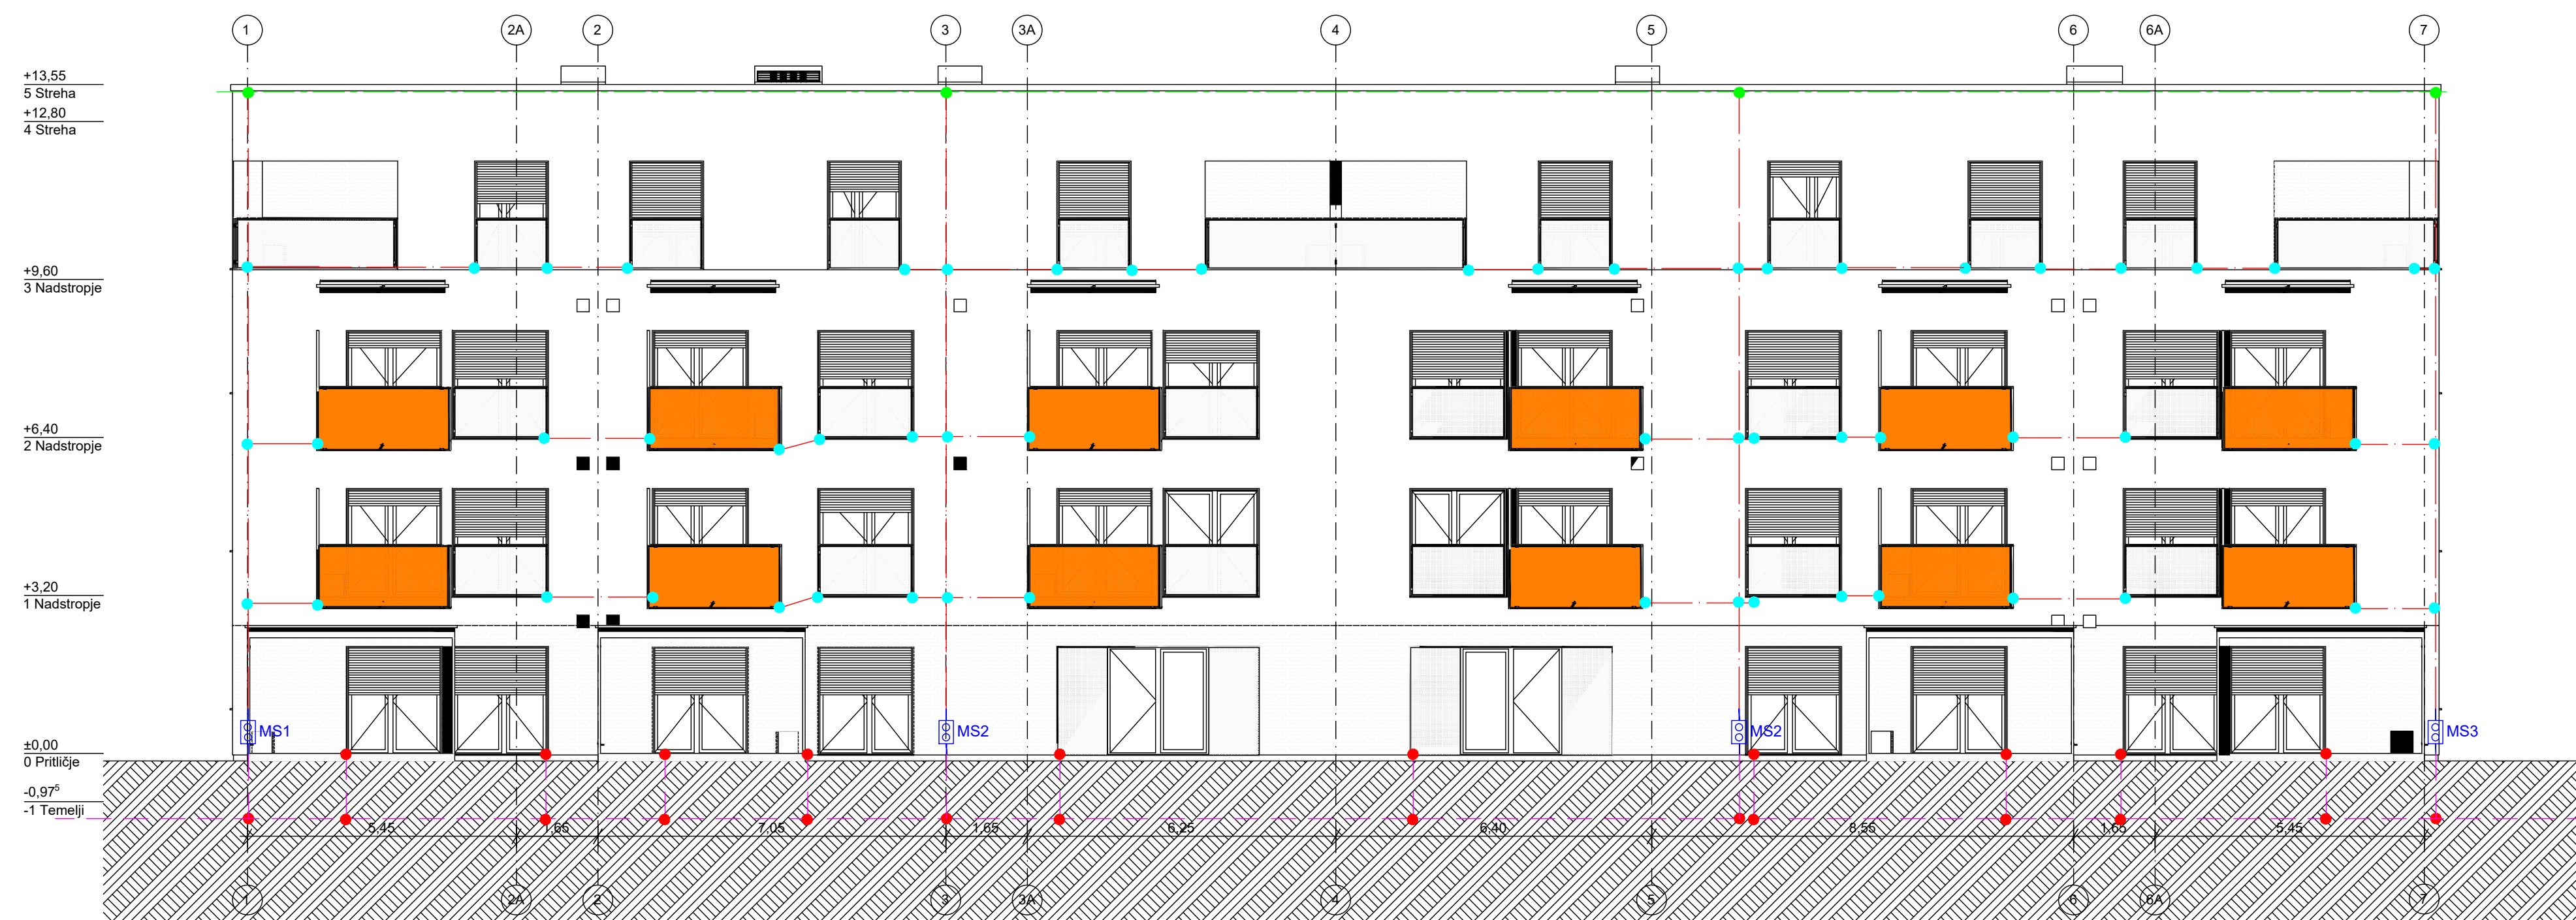 1 2A 2 3 3A 4 5 6 6A 7
+13,55
5 Streha
+12,80
4 Streha
+9,60
3 Nadstropje
+6,40
2 Nadstropje
+3,20
1 Nadstropje
MS1 MS2 MS2 MS3
±0,00
0 Pritličje
-0,97⁵
-1 Temelji
5,45 1,65 7,05 1,65 6,25 6,40 8,55 1,65 5,45
1 2A 2 3 3A 4 5 6 6A 7